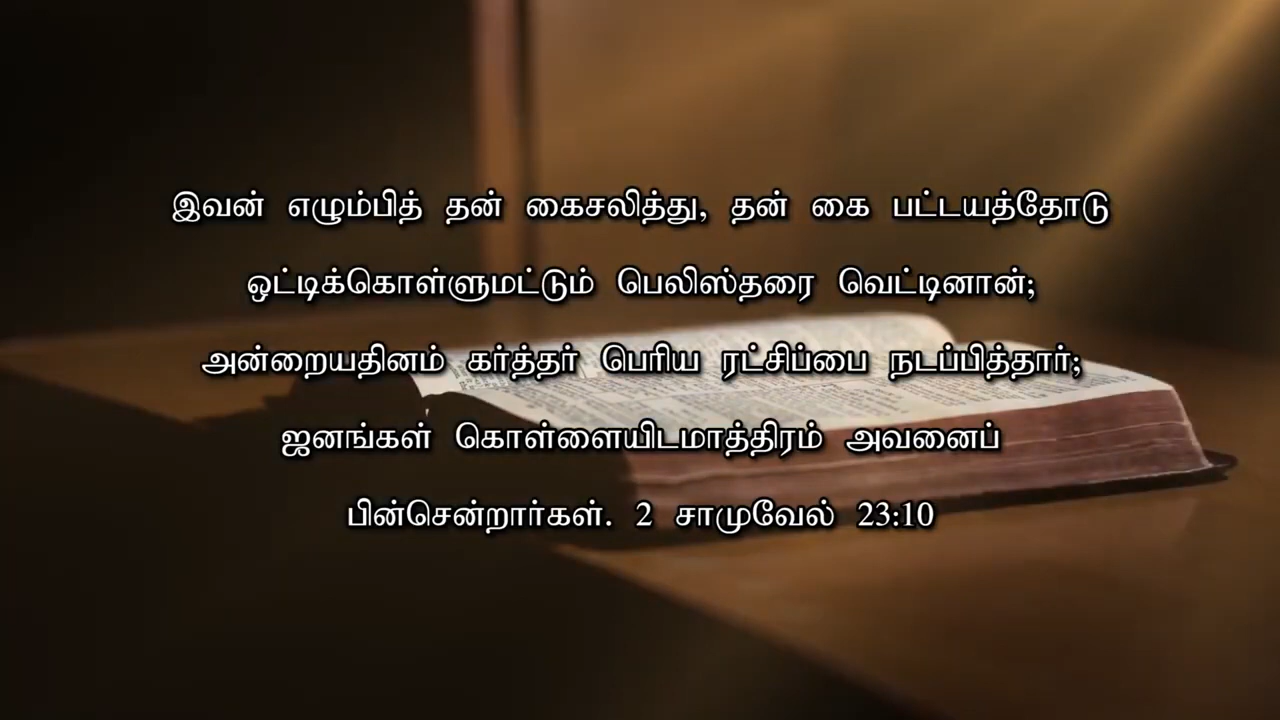 இவன் எழும்பித் தன் கைசலித்து, தன் கை பட்டயத்தோடு
ஒட்டிக்கொள்ளுமட்டும் பெலிஸ்தரை வெட்டினான்;
அன்றையதினம் கர்த்தர் பெரிய ரட்சிப்பை நடப்பித்தார்;
ஜனங்கள் கொள்ளையிடமாத்திரம் அவனைப்
பின்சென்றார்கள். 2 சாமுவேல் 23:10